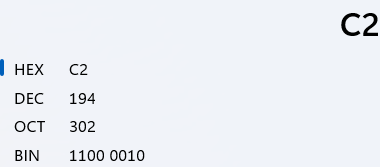 C2
HEX C2
DEC 194
OCT 302
BIN 1100 0010